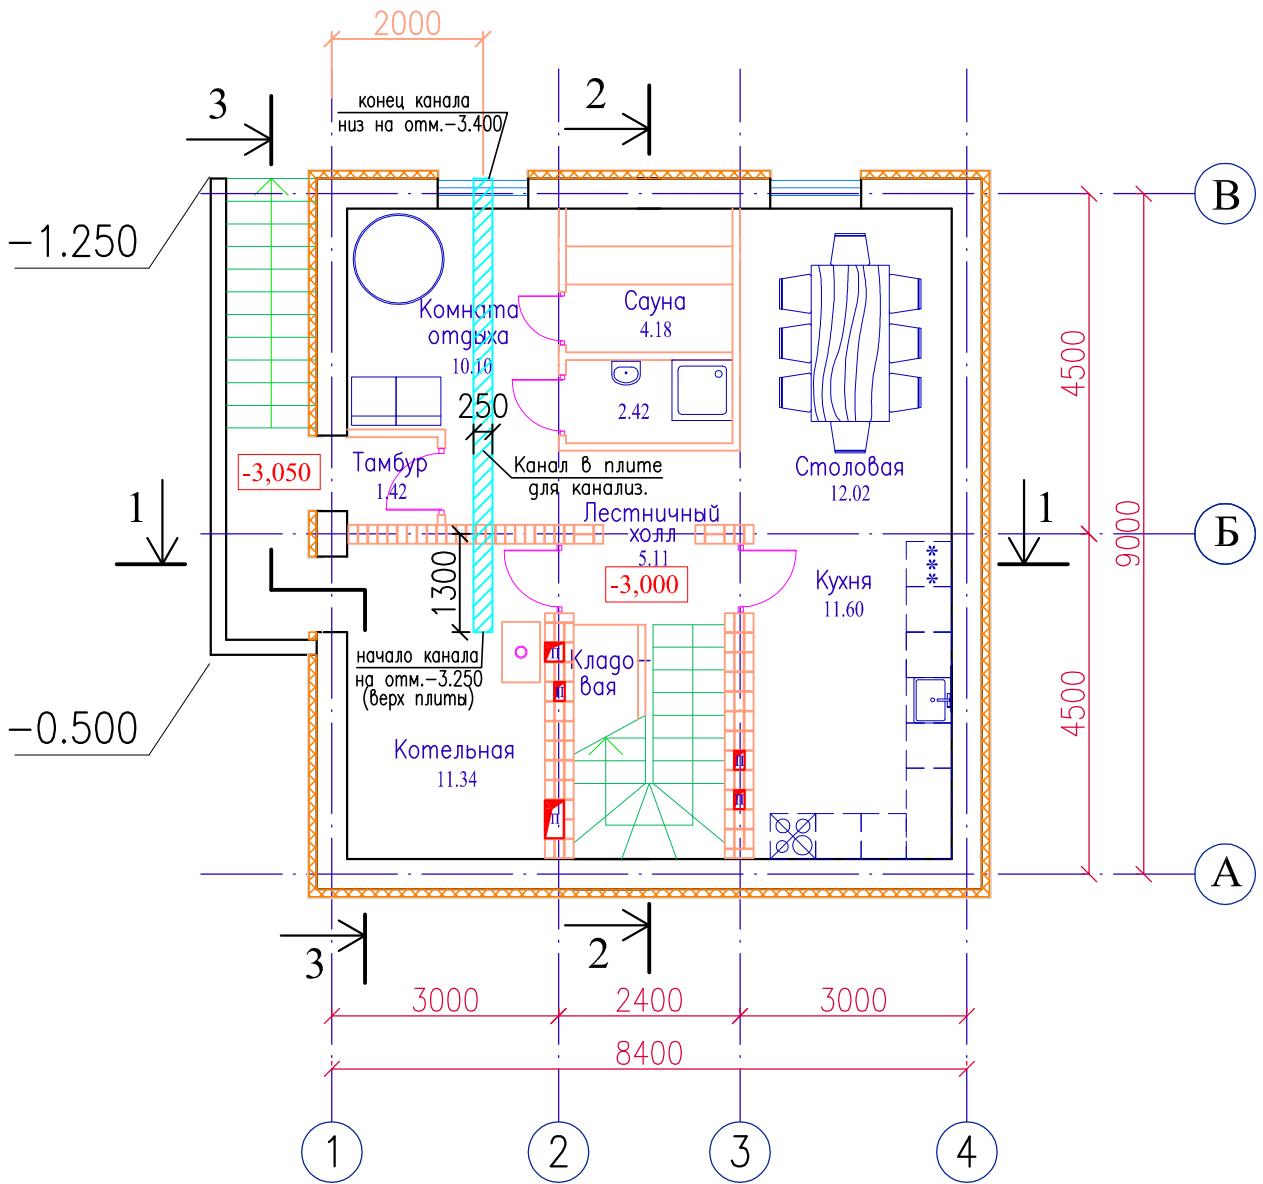 2000
3
конец канала
низ на отм.-3.400
2
В
-1.250
Сауна
4.18
Комната
отдыха
10.10
4500
250
2.42
Тамбур
1.42
-3,050
Канал в плите
для канализ.
Столовая
12.02
1
1
Лестничный
холл
5.11
-3,000
Б
9000
***
1300
Кухня
11.60
начало канала
на отм.-3.250
(верх плиты)
П
П
Кладо-
вая
4500
-0.500
Котельная
11.34
П
П
П
А
3
2
3000
2400
3000
8400
1
2
3
4